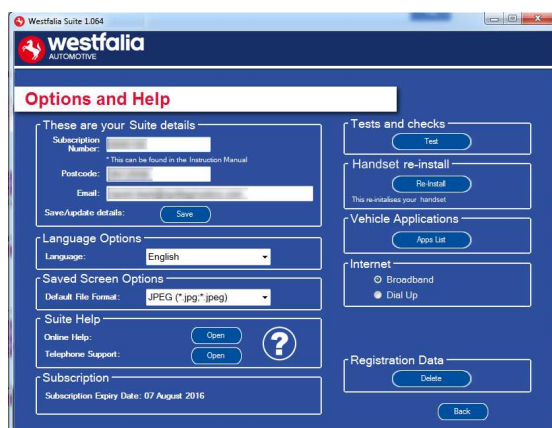 Westfalia Suite 1.064
westfalia
AUTOMOTIVE
Options and Help
These are your Suite details
Subscription Number:
* This can be found in the Instruction Manual
Postcode:
Email:
Save/update details:
Save
Language Options
Language:
English
Saved Screen Options
Default File Format:
JPEG (*.jpg;*.jpeg)
Suite Help
Online Help:
Open
Telephone Support:
Open
?
Subscription
Subscription Expiry Date: 07 August 2016
Tests and checks
Test
Handset re-install
Re-Install
This re-initalises your handset
Vehicle Applications
Apps List
Internet
Broadband
Dial Up
Registration Data
Delete
Back